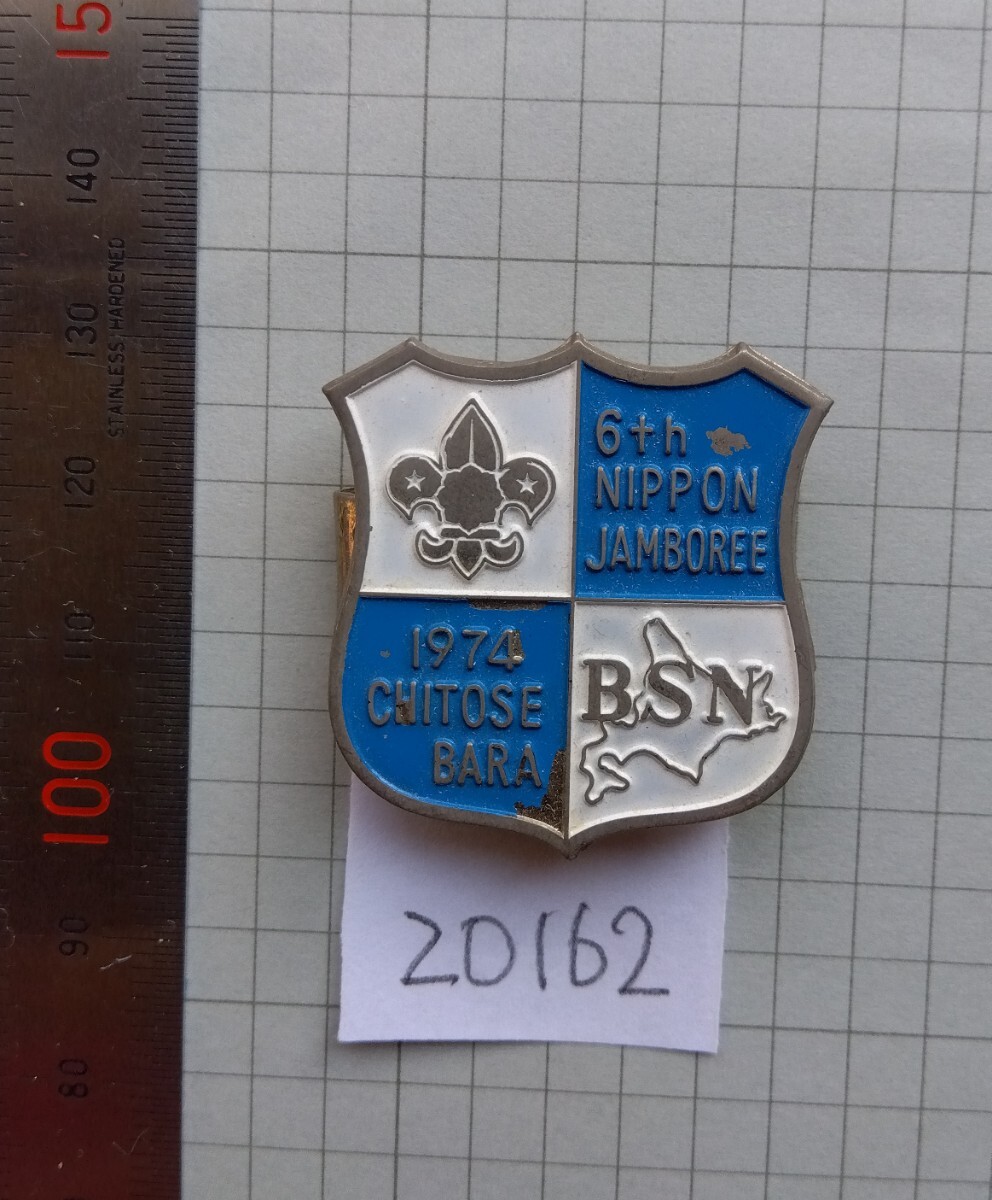 15
140
STAINLESS HARDENED
130
120
110
100
90
80
6th
NIPPON
JAMBOREE
1974
CHITOSE
BARA
BSN
20162